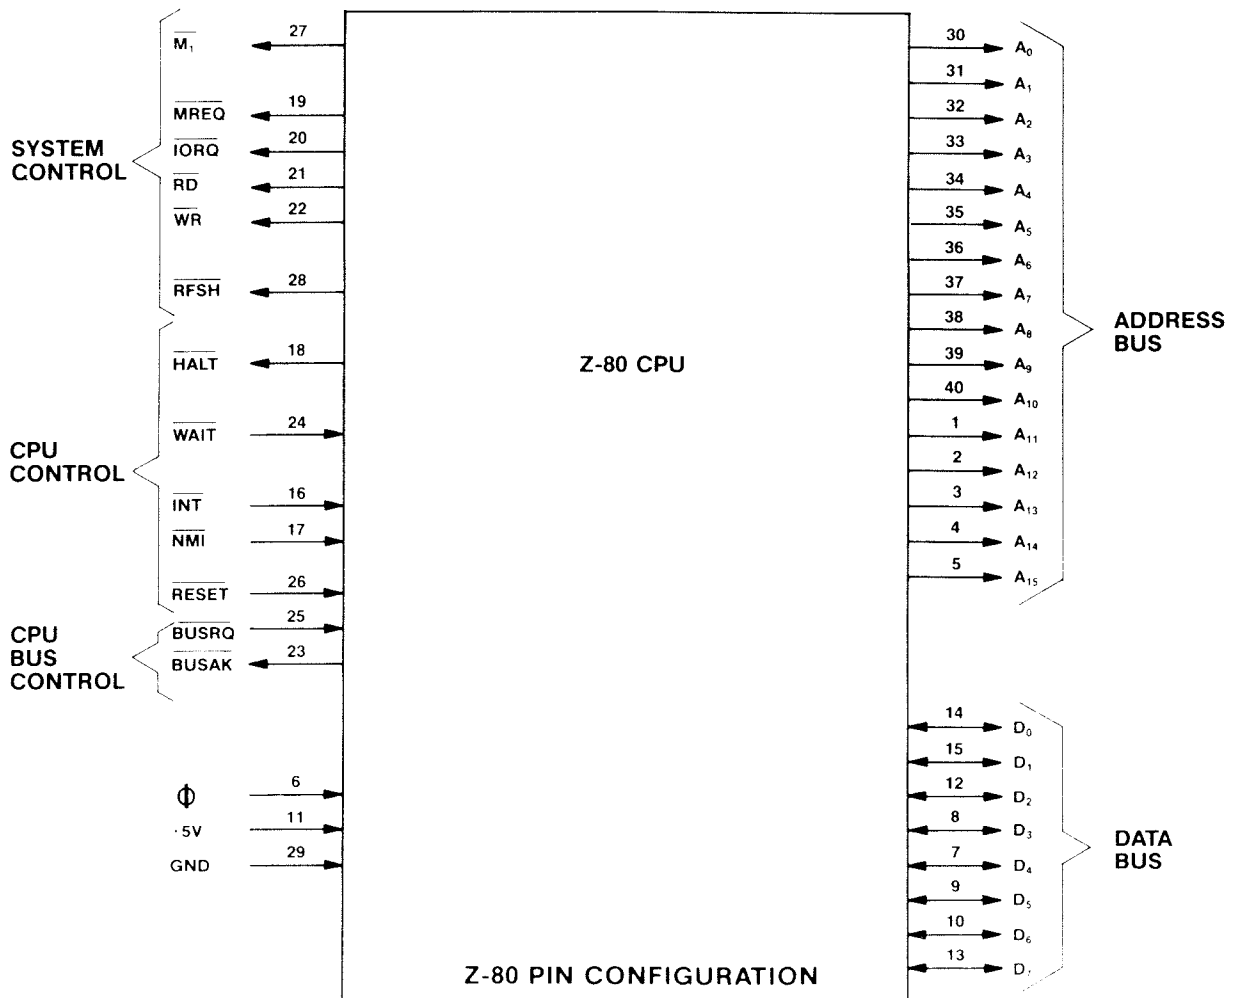 SYSTEM
CONTROL
M₁ 27
MREQ 19
IORQ 20
RD 21
WR 22
RFSH 28
CPU
CONTROL
HALT 18
WAIT 24
INT 16
NMI 17
RESET 26
CPU
BUS
CONTROL
BUSRQ 25
BUSAK 23
Φ 6
·5V 11
GND 29
Z-80 CPU
30 A₀
31 A₁
32 A₂
33 A₃
34 A₄
35 A₅
36 A₆
37 A₇
38 A₈
39 A₉
40 A₁₀
1 A₁₁
2 A₁₂
3 A₁₃
4 A₁₄
5 A₁₅
ADDRESS
BUS
14 D₀
15 D₁
12 D₂
8 D₃
7 D₄
9 D₅
10 D₆
13 D₇
DATA
BUS
Z-80 PIN CONFIGURATION